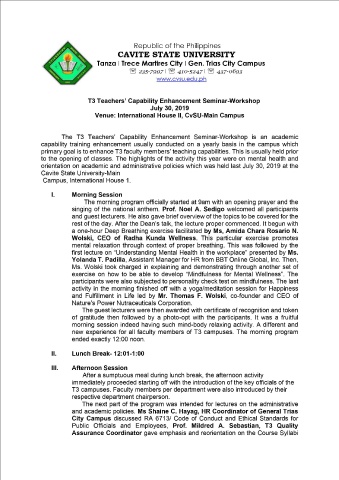 Republic of the Philippines
CAVITE STATE UNIVERSITY
Tanza | Trece Martires City | Gen. Trias City Campus
☎ 235-7997 | ☎ 410-5247 | ☎ 437-0693
www.cvsu.edu.ph
T3 Teachers' Capability Enhancement Seminar-Workshop
July 30, 2019
Venue: International House II, CvSU-Main Campus
The T3 Teachers' Capability Enhancement Seminar-Workshop is an academic
capability training enhancement usually conducted on a yearly basis in the campus which
primary goal is to enhance T3 faculty members' teaching capabilities. This is usually held prior
to the opening of classes. The highlights of the activity this year were on mental health and
orientation on academic and administrative policies which was held last July 30, 2019 at the
Cavite State University-Main
Campus, International House 1.
I. Morning Session
The morning program officially started at 9am with an opening prayer and the
singing of the national anthem. Prof. Noel A. Sedigo welcomed all participants
and guest lecturers. He also gave brief overview of the topics to be covered for the
rest of the day. After the Dean's talk, the lecture proper commenced. It begun with
a one-hour Deep Breathing exercise facilitated by Ms, Amida Chara Rosario N.
Wolski, CEO of Radha Kunda Wellness. This particular exercise promotes
mental relaxation through context of proper breathing. This was followed by the
first lecture on "Understanding Mental Health in the workplace" presented by Ms.
Yolanda T. Padilla, Assistant Manager for HR from BBT Online Global, Inc. Then,
Ms. Wolski took charged in explaining and demonstrating through another set of
exercise on how to be able to develop "Mindfulness for Mental Wellness". The
participants were also subjected to personality check test on mindfulness. The last
activity in the morning finished off with a yoga/meditation session for Happiness
and Fulfillment in Life led by Mr. Thomas F. Wolski, co-founder and CEO of
Nature's Power Nutraceuticals Corporation.
The guest lecturers were then awarded with certificate of recognition and token
of gratitude then followed by a photo-opt with the participants. It was a fruitful
morning session indeed having such mind-body relaxing activity. A different and
new experience for all faculty members of T3 campuses. The morning program
ended exactly 12:00 noon.
II. Lunch Break- 12:01-1:00
III. Afternoon Session
After a sumptuous meal during lunch break, the afternoon activity
immediately proceeded starting off with the introduction of the key officials of the
T3 campuses. Faculty members per department were also introduced by their
respective department chairperson.
The next part of the program was intended for lectures on the administrative
and academic policies. Ms Shaine C. Hayag, HR Coordinator of General Trias
City Campus discussed RA 6713/ Code of Conduct and Ethical Standards for
Public Officials and Employees, Prof. Mildred A. Sebastian, T3 Quality
Assurance Coordinator gave emphasis and reorientation on the Course Syllabi